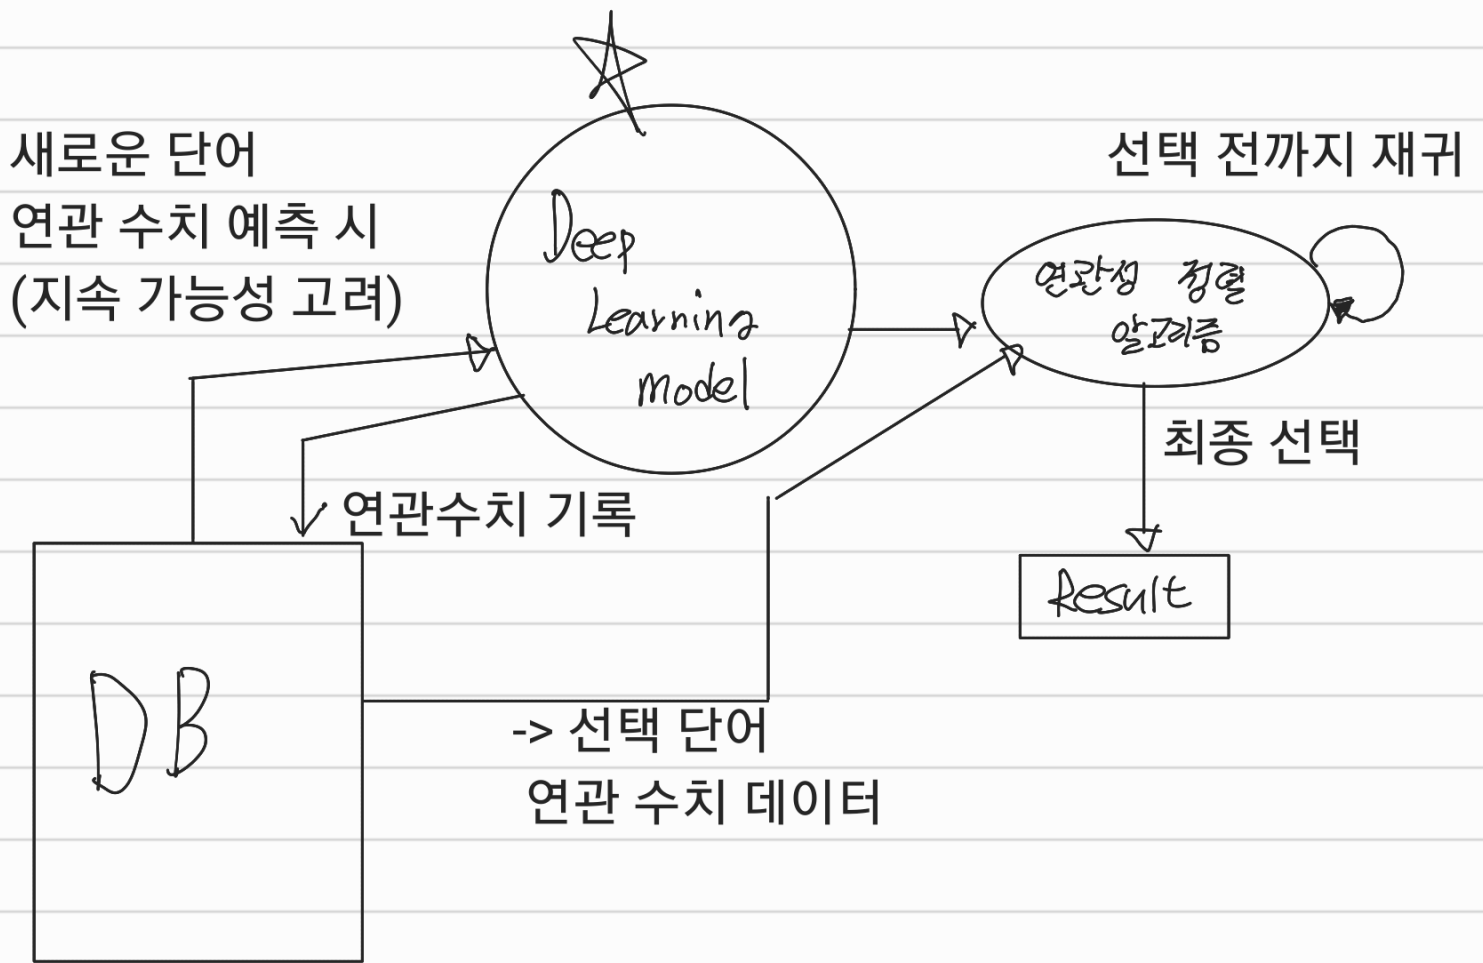 새로운 단어
연관 수치 예측 시
(지속 가능성 고려)
Deep
Learning
Model
선택 전까지 재귀
연관성 정렬
알고리즘
최종 선택
연관수치 기록
Result
DB
-> 선택 단어
연관 수치 데이터